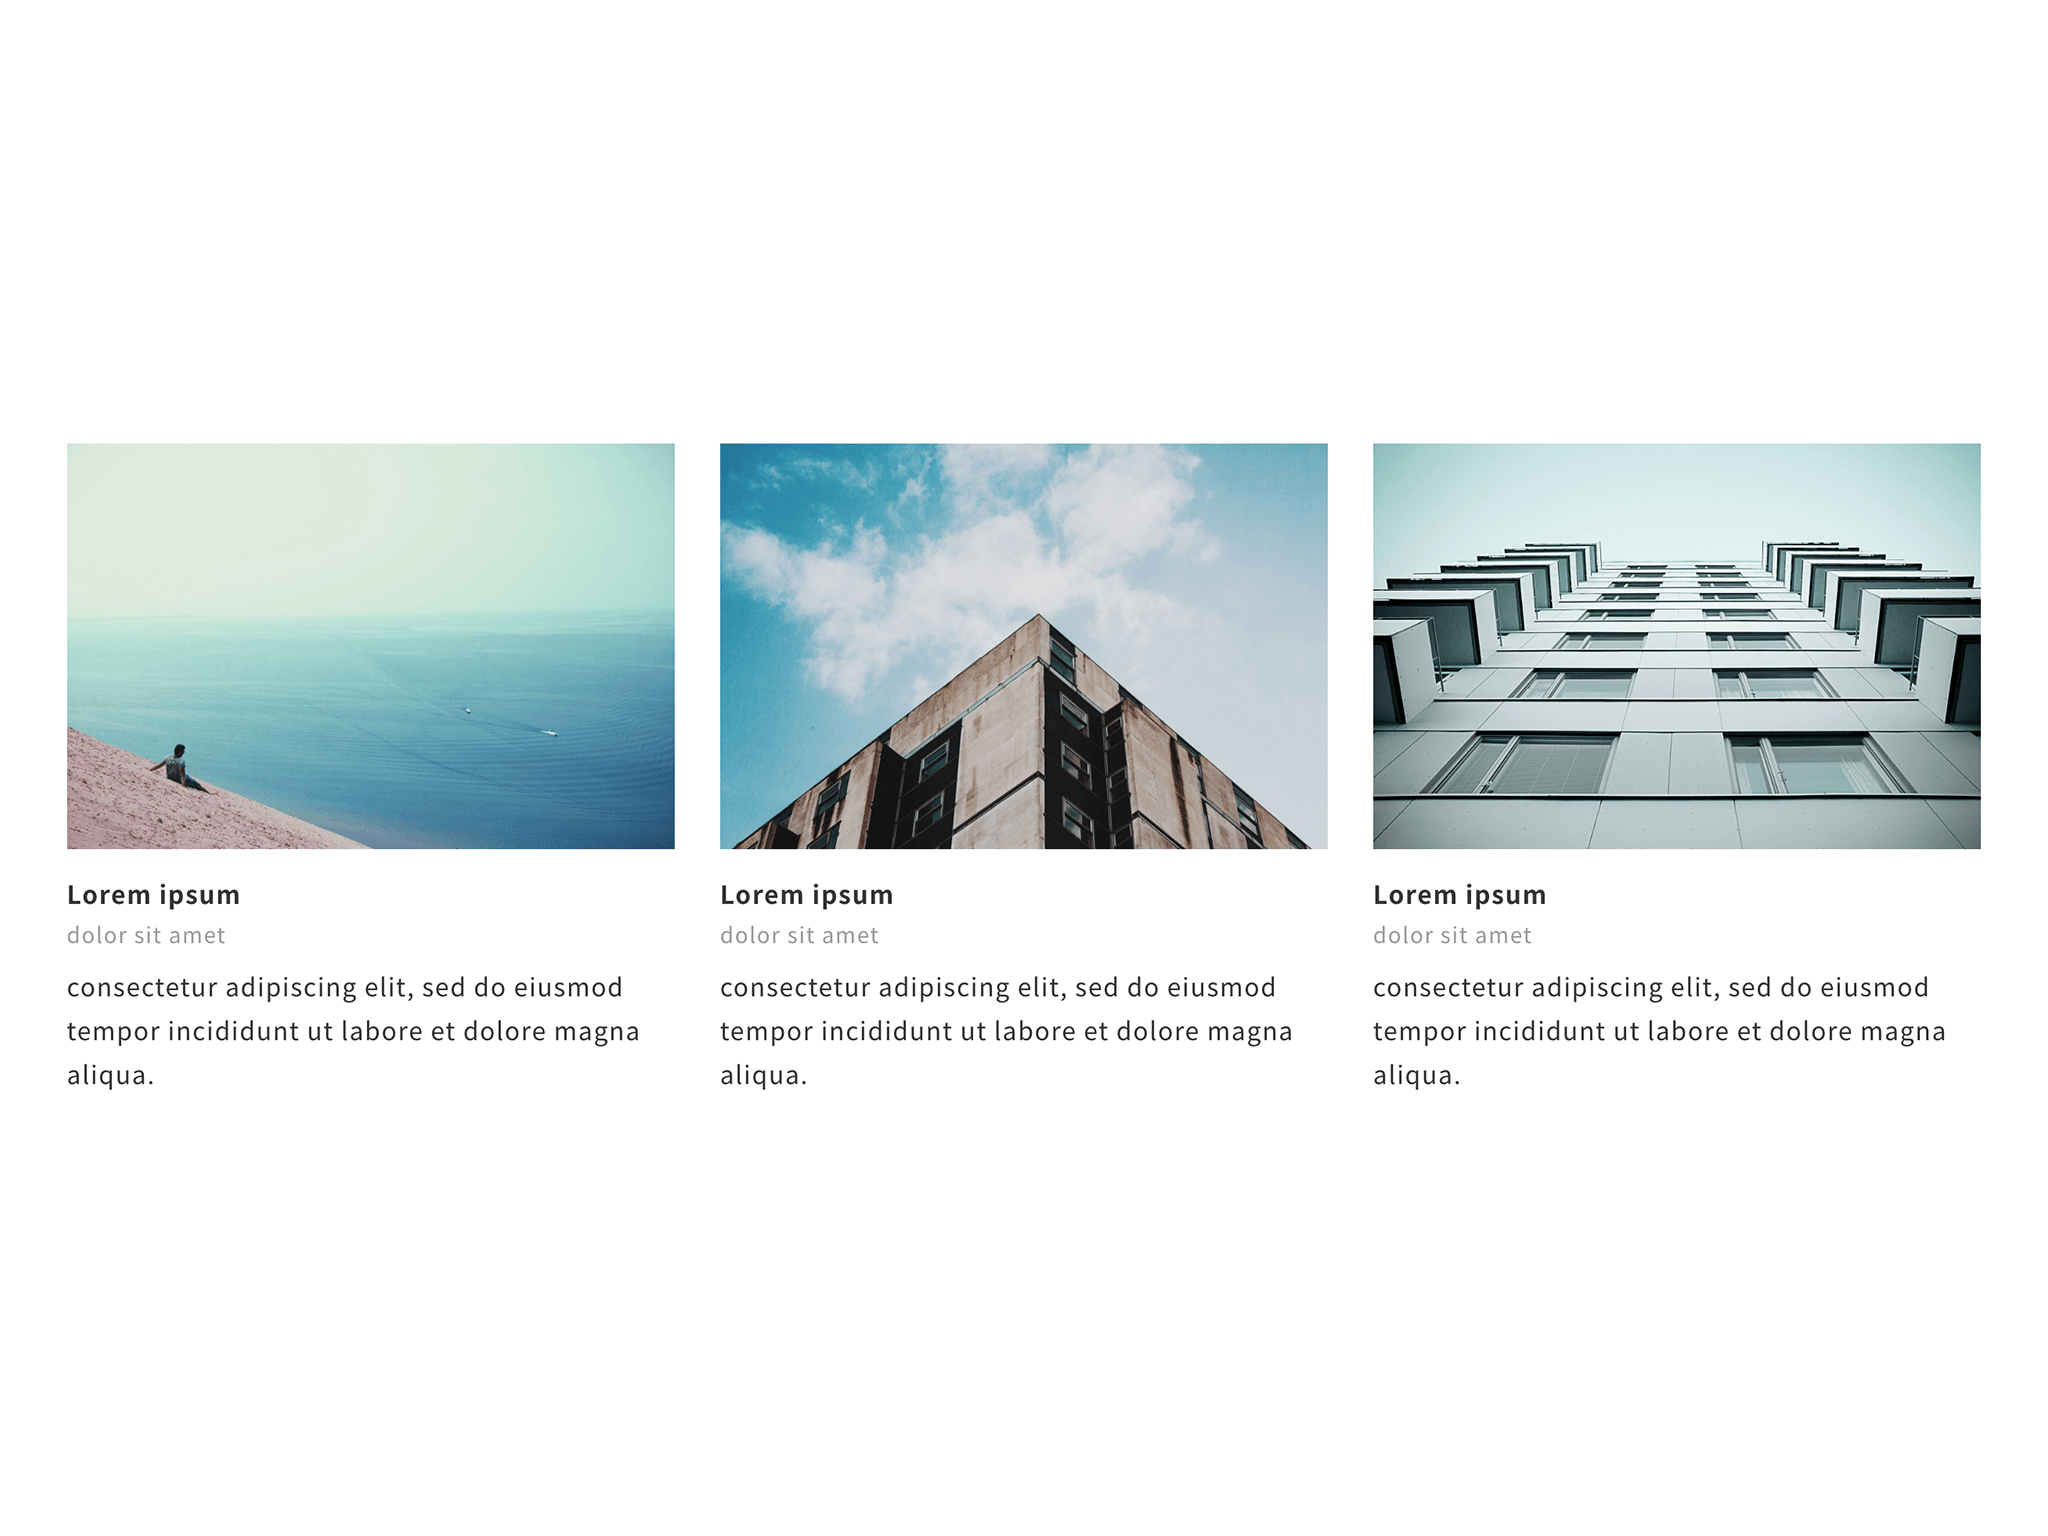 Lorem ipsum
dolor sit amet
consectetur adipiscing elit, sed do eiusmod
tempor incididunt ut labore et dolore magna
aliqua.
Lorem ipsum
dolor sit amet
consectetur adipiscing elit, sed do eiusmod
tempor incididunt ut labore et dolore magna
aliqua.
Lorem ipsum
dolor sit amet
consectetur adipiscing elit, sed do eiusmod
tempor incididunt ut labore et dolore magna
aliqua.